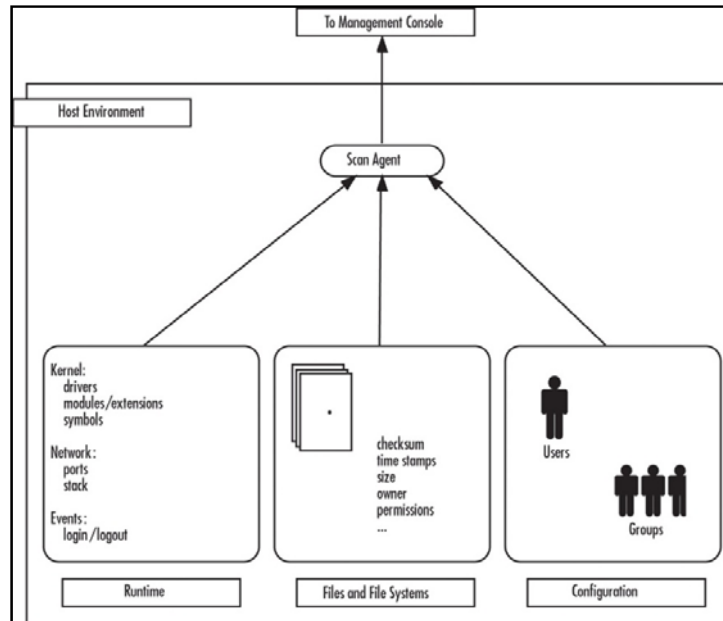 To Management Console
Host Environment
Scan Agent
Kernel:
drivers
modules/extensions
symbols
Network:
ports
stack
Events:
login/logout
checksum
time stamps
size
owner
permissions
...
Users
Groups
Runtime
Files and File Systems
Configuration